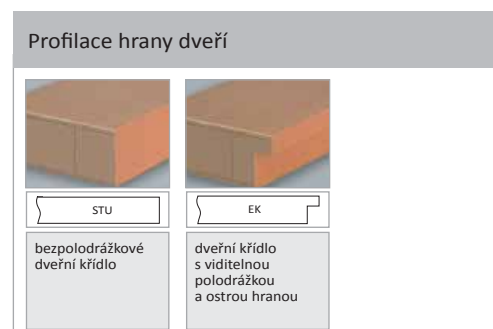 Profilace hrany dveří
STU
EK
bezpolodrážkové
dveřní křídlo
dveřní křídlo
s viditelnou
polodrážkou
a ostrou hranou